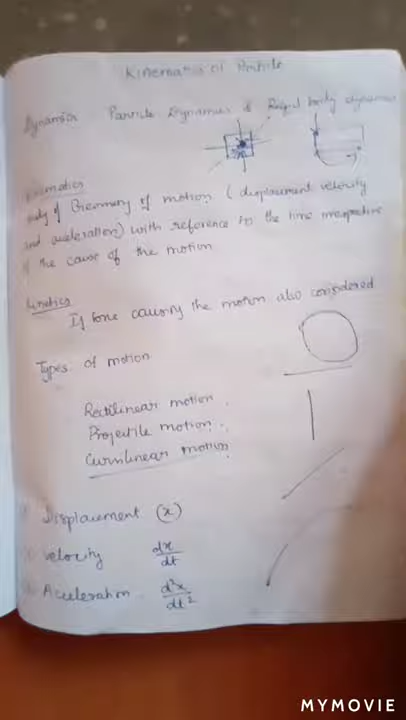 Kinematics of Particle
Dynamics Particle Dynamics & Rigid body dynamics
Kinematics
Study of Geometry of motion (displacement velocity
and acceleration) with reference to the time irrespective
of the cause of the motion
Kinetics
If force causing the motion also considered
Types of motion
Rectilinear motion.
Projectile motion.
Curvilinear motion
Displacement (x)
Velocity dx/dt
Acceleration d²x/dt²
MYMOVIE